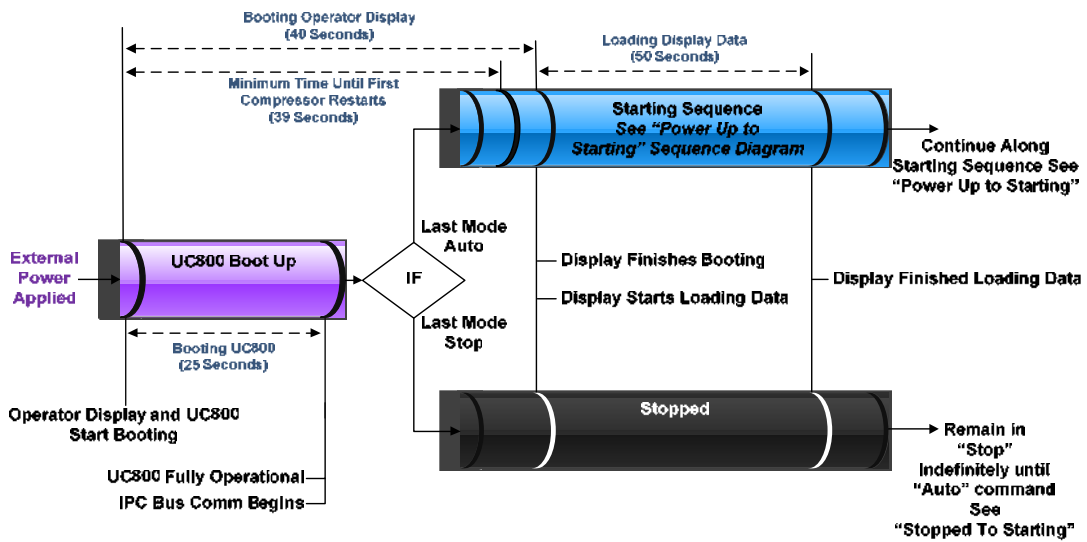 Booting Operator Display
(40 Seconds)
Loading Display Data
(50 Seconds)
Minimum Time Until First
Compressor Restarts
(39 Seconds)
Starting Sequence
See “Power Up to
Starting” Sequence Diagram
Continue Along
Starting Sequence See
“Power Up to Starting”
Last Mode
Auto
External
Power
Applied
UC800 Boot Up
IF
Display Finishes Booting
Display Starts Loading Data
Display Finished Loading Data
Last Mode
Stop
Booting UC800
(25 Seconds)
Operator Display and UC800
Start Booting
UC800 Fully Operational
IPC Bus Comm Begins
Stopped
Remain in
“Stop”
Indefinitely until
“Auto” command
See
“Stopped To Starting”